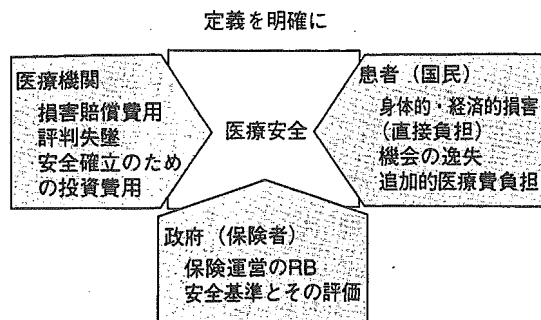 定義を明確に
医療機関
損害賠償費用
評判失墜
安全確立のため
の投資費用
医療安全
患者（国民）
身体的・経済的損害
（直接負担）
機会の逸失
追加的医療費負担
政府（保険者）
保険運営のRB
安全基準とその評価